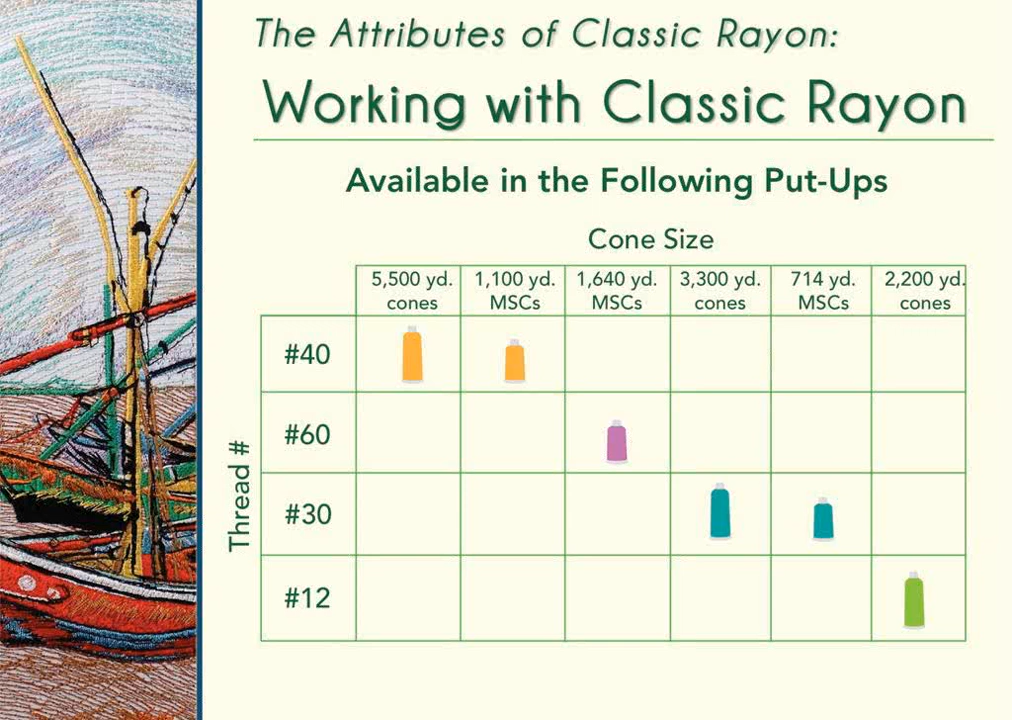 The Attributes of Classic Rayon:
Working with Classic Rayon
Available in the Following Put-Ups
Cone Size
5,500 yd. cones
1,100 yd. MSCs
1,640 yd. MSCs
3,300 yd. cones
714 yd. MSCs
2,200 yd. cones
Thread #
#40
#60
#30
#12